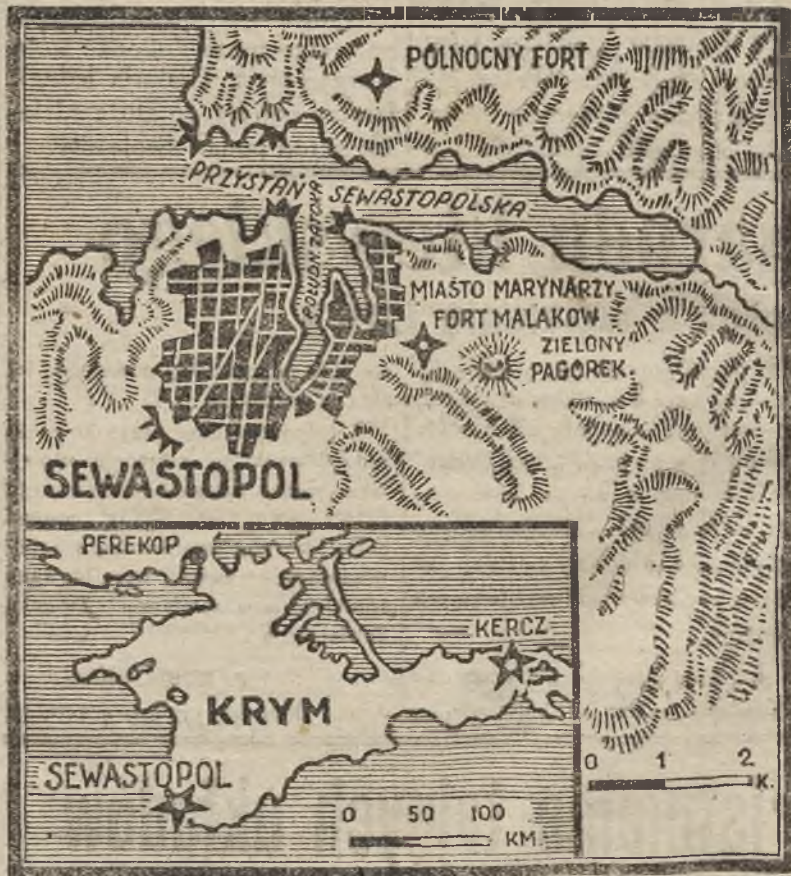 PÓŁNOCNY FORT
PRZYSTAŃ SEWASTOPOLSKA
POŁUDN. ZATOKA
MIAŚTO MARYNARZY
FORT MALAKOW
ZIELONY
PAGÓREK
SEWASTOPOL
PEREKOP
KERCZ
KRYM
SEWASTOPOL
0 50 100
KM.
0 1 2
K.